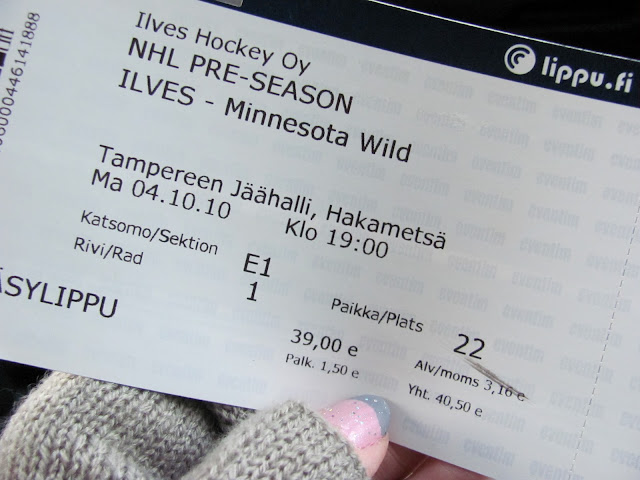 Ilves Hockey Oy
NHL PRE-SEASON
ILVES - Minnesota Wild
lippu.fi
Tampereen Jäähalli, Hakametsä
Ma 04.10.10 Klo 19:00
Katsomo/Sektion E1
Rivi/Rad 1
Paikka/Plats 22
ÄSYLIPPU
39,00 e
Alv/moms 3,16 e
Palk. 1,50 e
Yht. 40,50 e
eventim